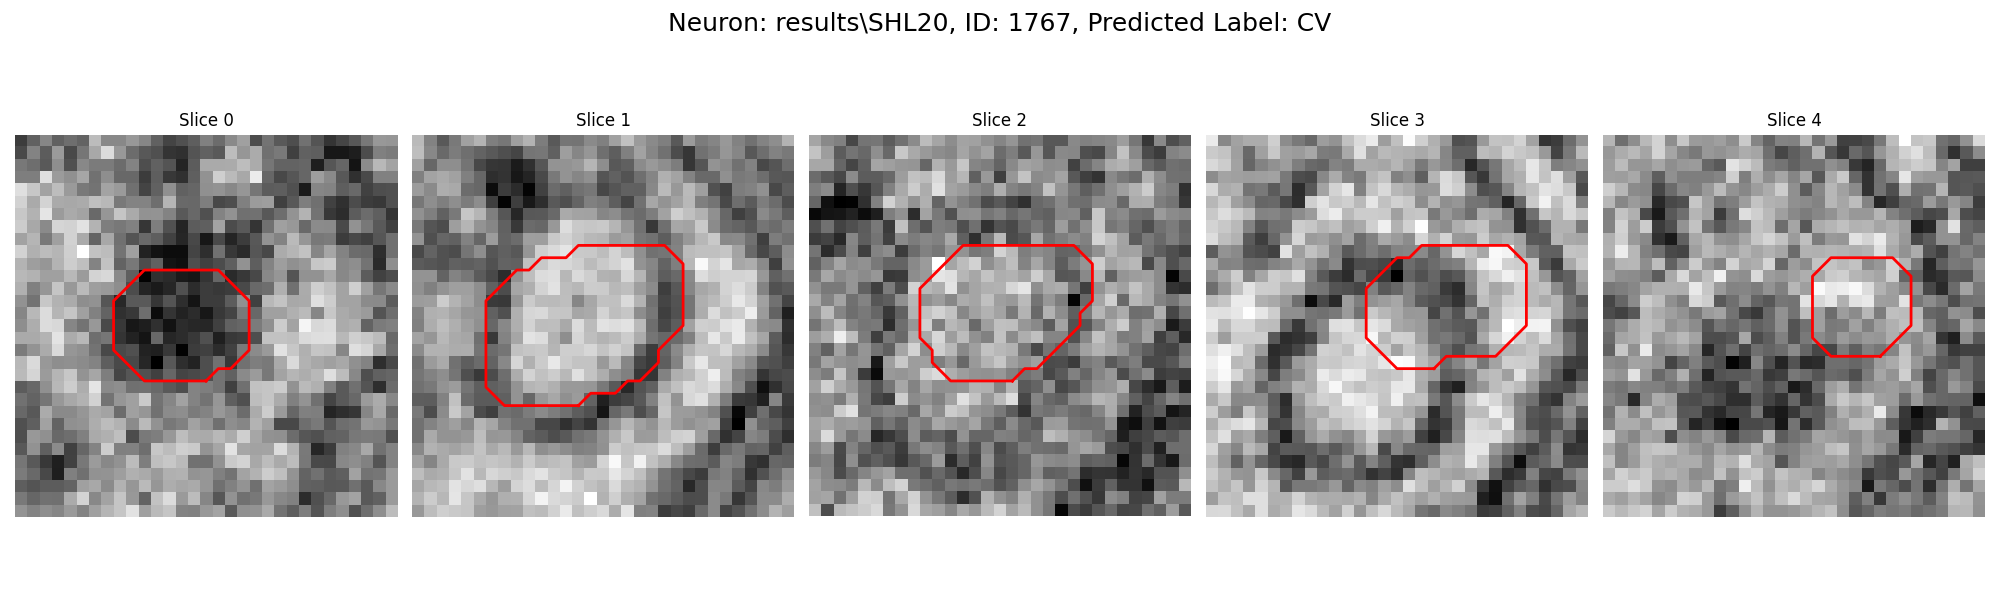 Neuron: results\SHL20, ID: 1767, Predicted Label: CV
Slice 0
Slice 1
Slice 2
Slice 3
Slice 4